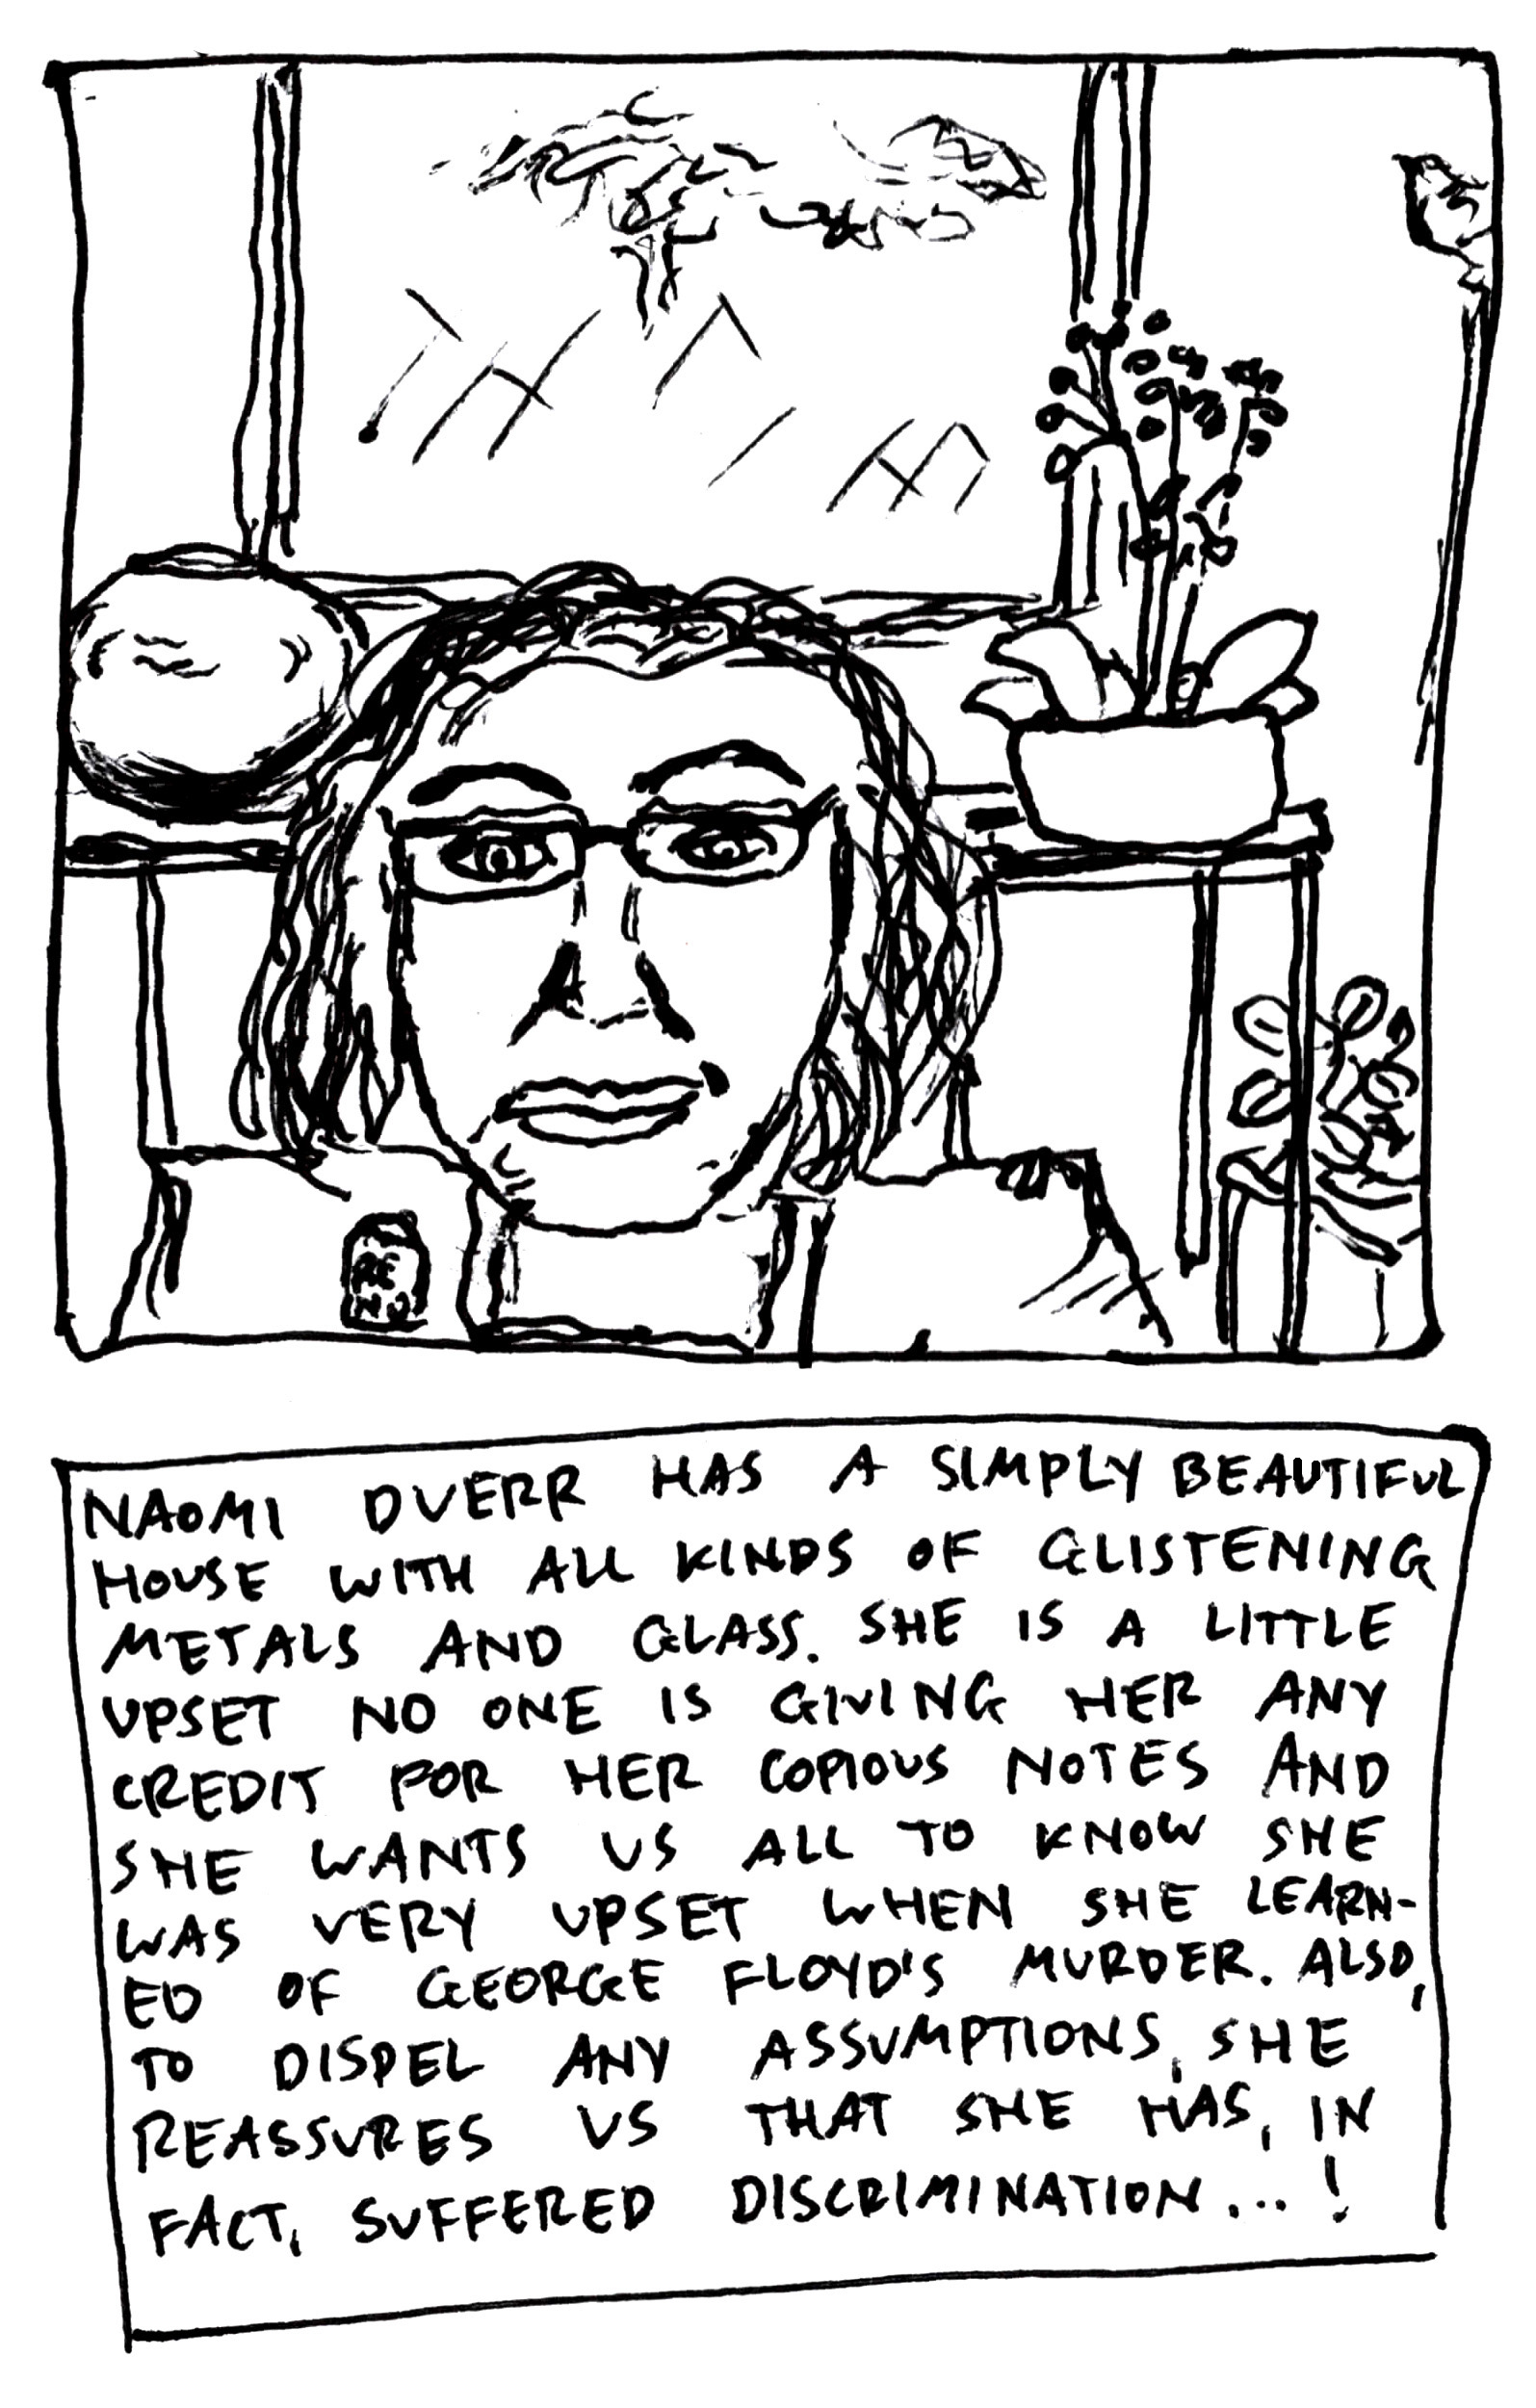 RE
NO
NAOMI DVERR HAS A SIMPLY BEAUTIFUL
HOUSE WITH ALL KINDS OF GLISTENING
METALS AND GLASS. SHE IS A LITTLE
UPSET NO ONE IS GIVING HER ANY
CREDIT FOR HER COPIOUS NOTES AND
SHE WANTS US ALL TO KNOW SHE
WAS VERY UPSET WHEN SHE LEARN-
ED OF GEORGE FLOYD'S MURDER. ALSO,
TO DISPEL ANY ASSUMPTIONS, SHE
REASSURES US THAT SHE HAS, IN
FACT, SUFFERED DISCRIMINATION...!